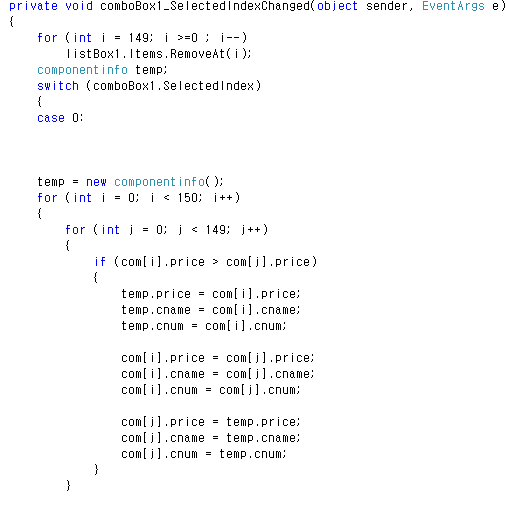 private void comboBox1_SelectedIndexChanged(object sender, EventArgs e)
{
for (int i = 149; i >=0 ; i--)
listBox1.Items.RemoveAt(i);
componentinfo temp;
switch (comboBox1.SelectedIndex)
{
case 0:
temp = new componentinfo();
for (int i = 0; i < 150; i++)
{
for (int j = 0; j < 149; j++)
{
if (com[i].price > com[j].price)
{
temp.price = com[i].price;
temp.cname = com[i].cname;
temp.cnum = com[i].cnum;
com[i].price = com[j].price;
com[i].cname = com[j].cname;
com[i].cnum = com[j].cnum;
com[j].price = temp.price;
com[j].cname = temp.cname;
com[j].cnum = temp.cnum;
}
}